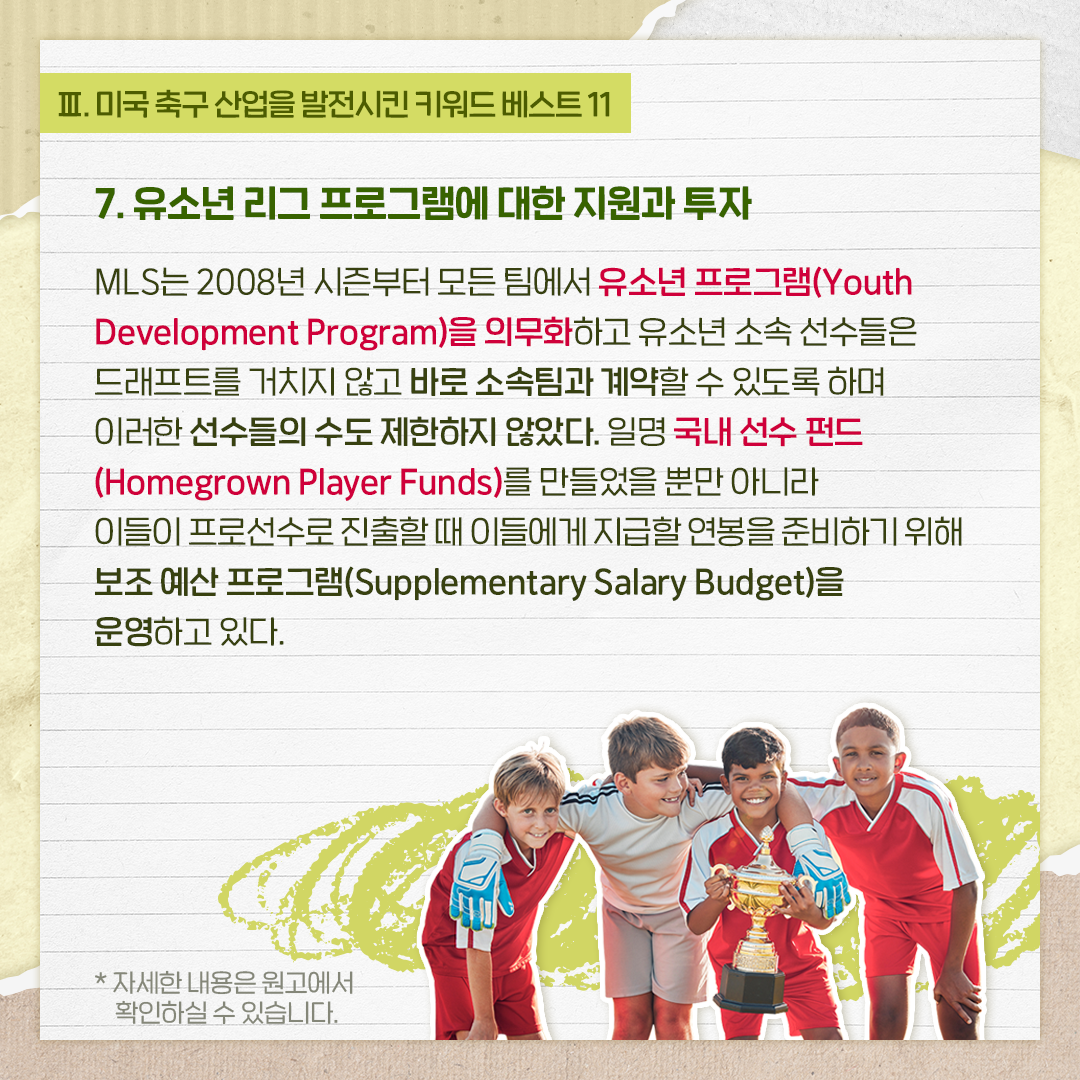 Ⅲ. 미국 축구 산업을 발전시킨 키워드 베스트 11
7. 유소년 리그 프로그램에 대한 지원과 투자
MLS는 2008년 시즌부터 모든 팀에서 유소년 프로그램(Youth
Development Program)을 의무화하고 유소년 소속 선수들은
드래프트를 거치지 않고 바로 소속팀과 계약할 수 있도록 하며
이러한 선수들의 수도 제한하지 않았다. 일명 국내 선수 펀드
(Homegrown Player Funds)를 만들었을 뿐만 아니라
이들이 프로선수로 진출할 때 이들에게 지급할 연봉을 준비하기 위해
보조 예산 프로그램(Supplementary Salary Budget)을
운영하고 있다.
* 자세한 내용은 원고에서
확인하실 수 있습니다.